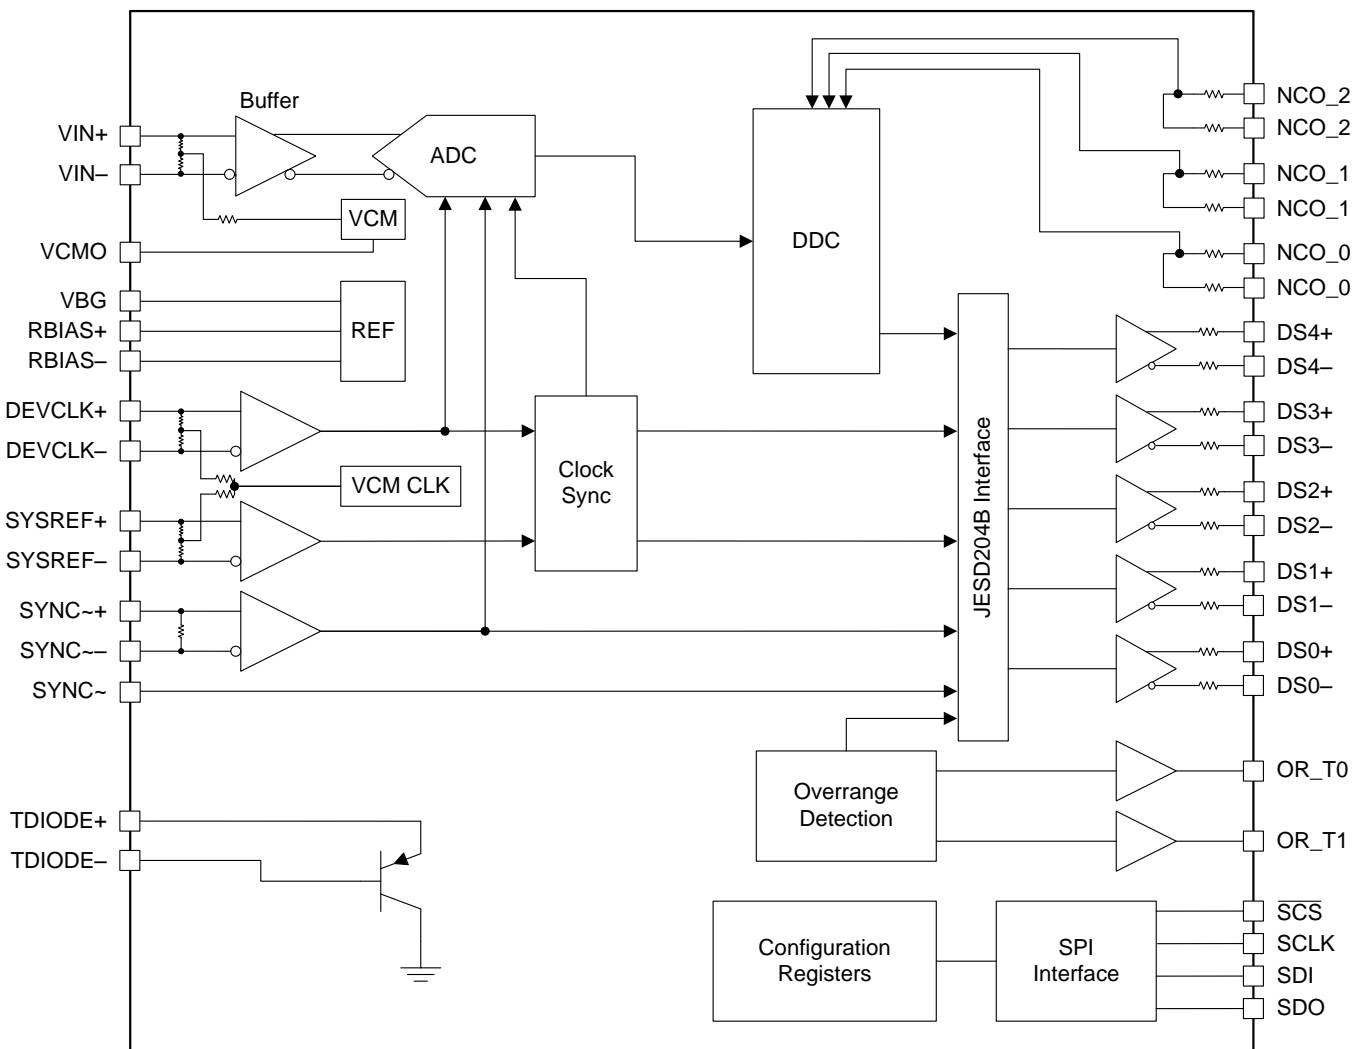 Buffer
VIN+
VIN–
VCMO
VBG
RBIAS+
RBIAS–
DEVCLK+
DEVCLK–
SYSREF+
SYSREF–
SYNC~+
SYNC~–
SYNC~
TDIODE+
TDIODE–
ADC
VCM
REF
VCM CLK
Clock
Sync
DDC
JESD204B Interface
Overrange
Detection
Configuration
Registers
SPI
Interface
NCO_2
NCO_2
NCO_1
NCO_1
NCO_0
NCO_0
DS4+
DS4–
DS3+
DS3–
DS2+
DS2–
DS1+
DS1–
DS0+
DS0–
OR_T0
OR_T1
SCS
SCLK
SDI
SDO